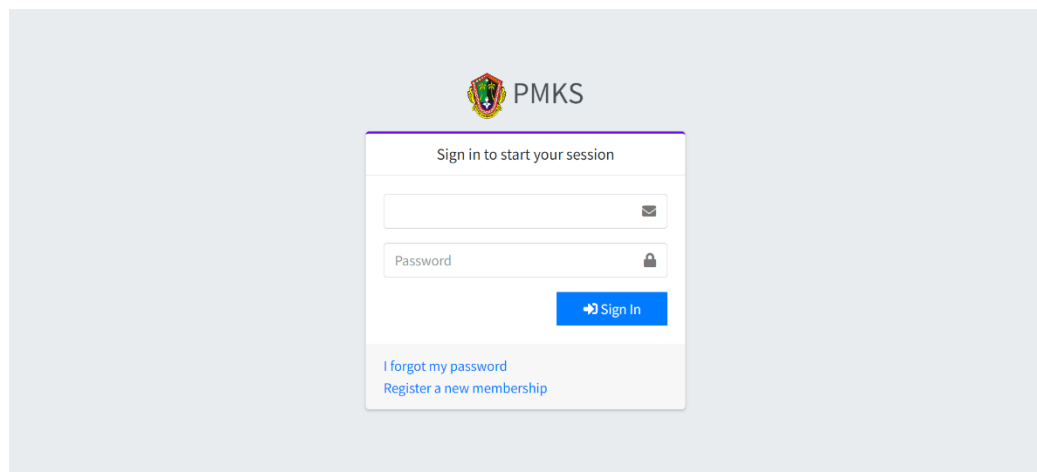 PMKS
Sign in to start your session
Password
Sign In
I forgot my password
Register a new membership